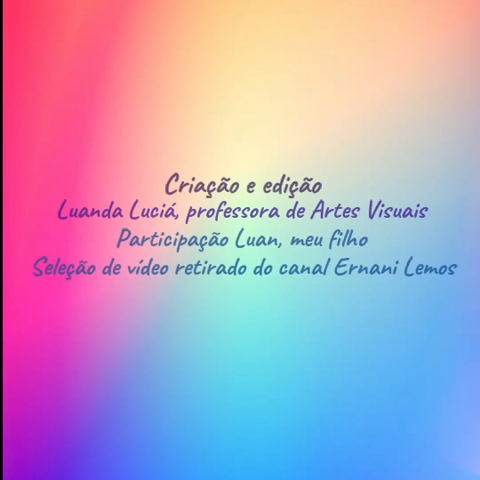 Criação e edição
Luanda Luciá, professora de Artes Visuais
Participação Luan, meu filho
Seleção de vídeo retirado do canal Ernani Lemos